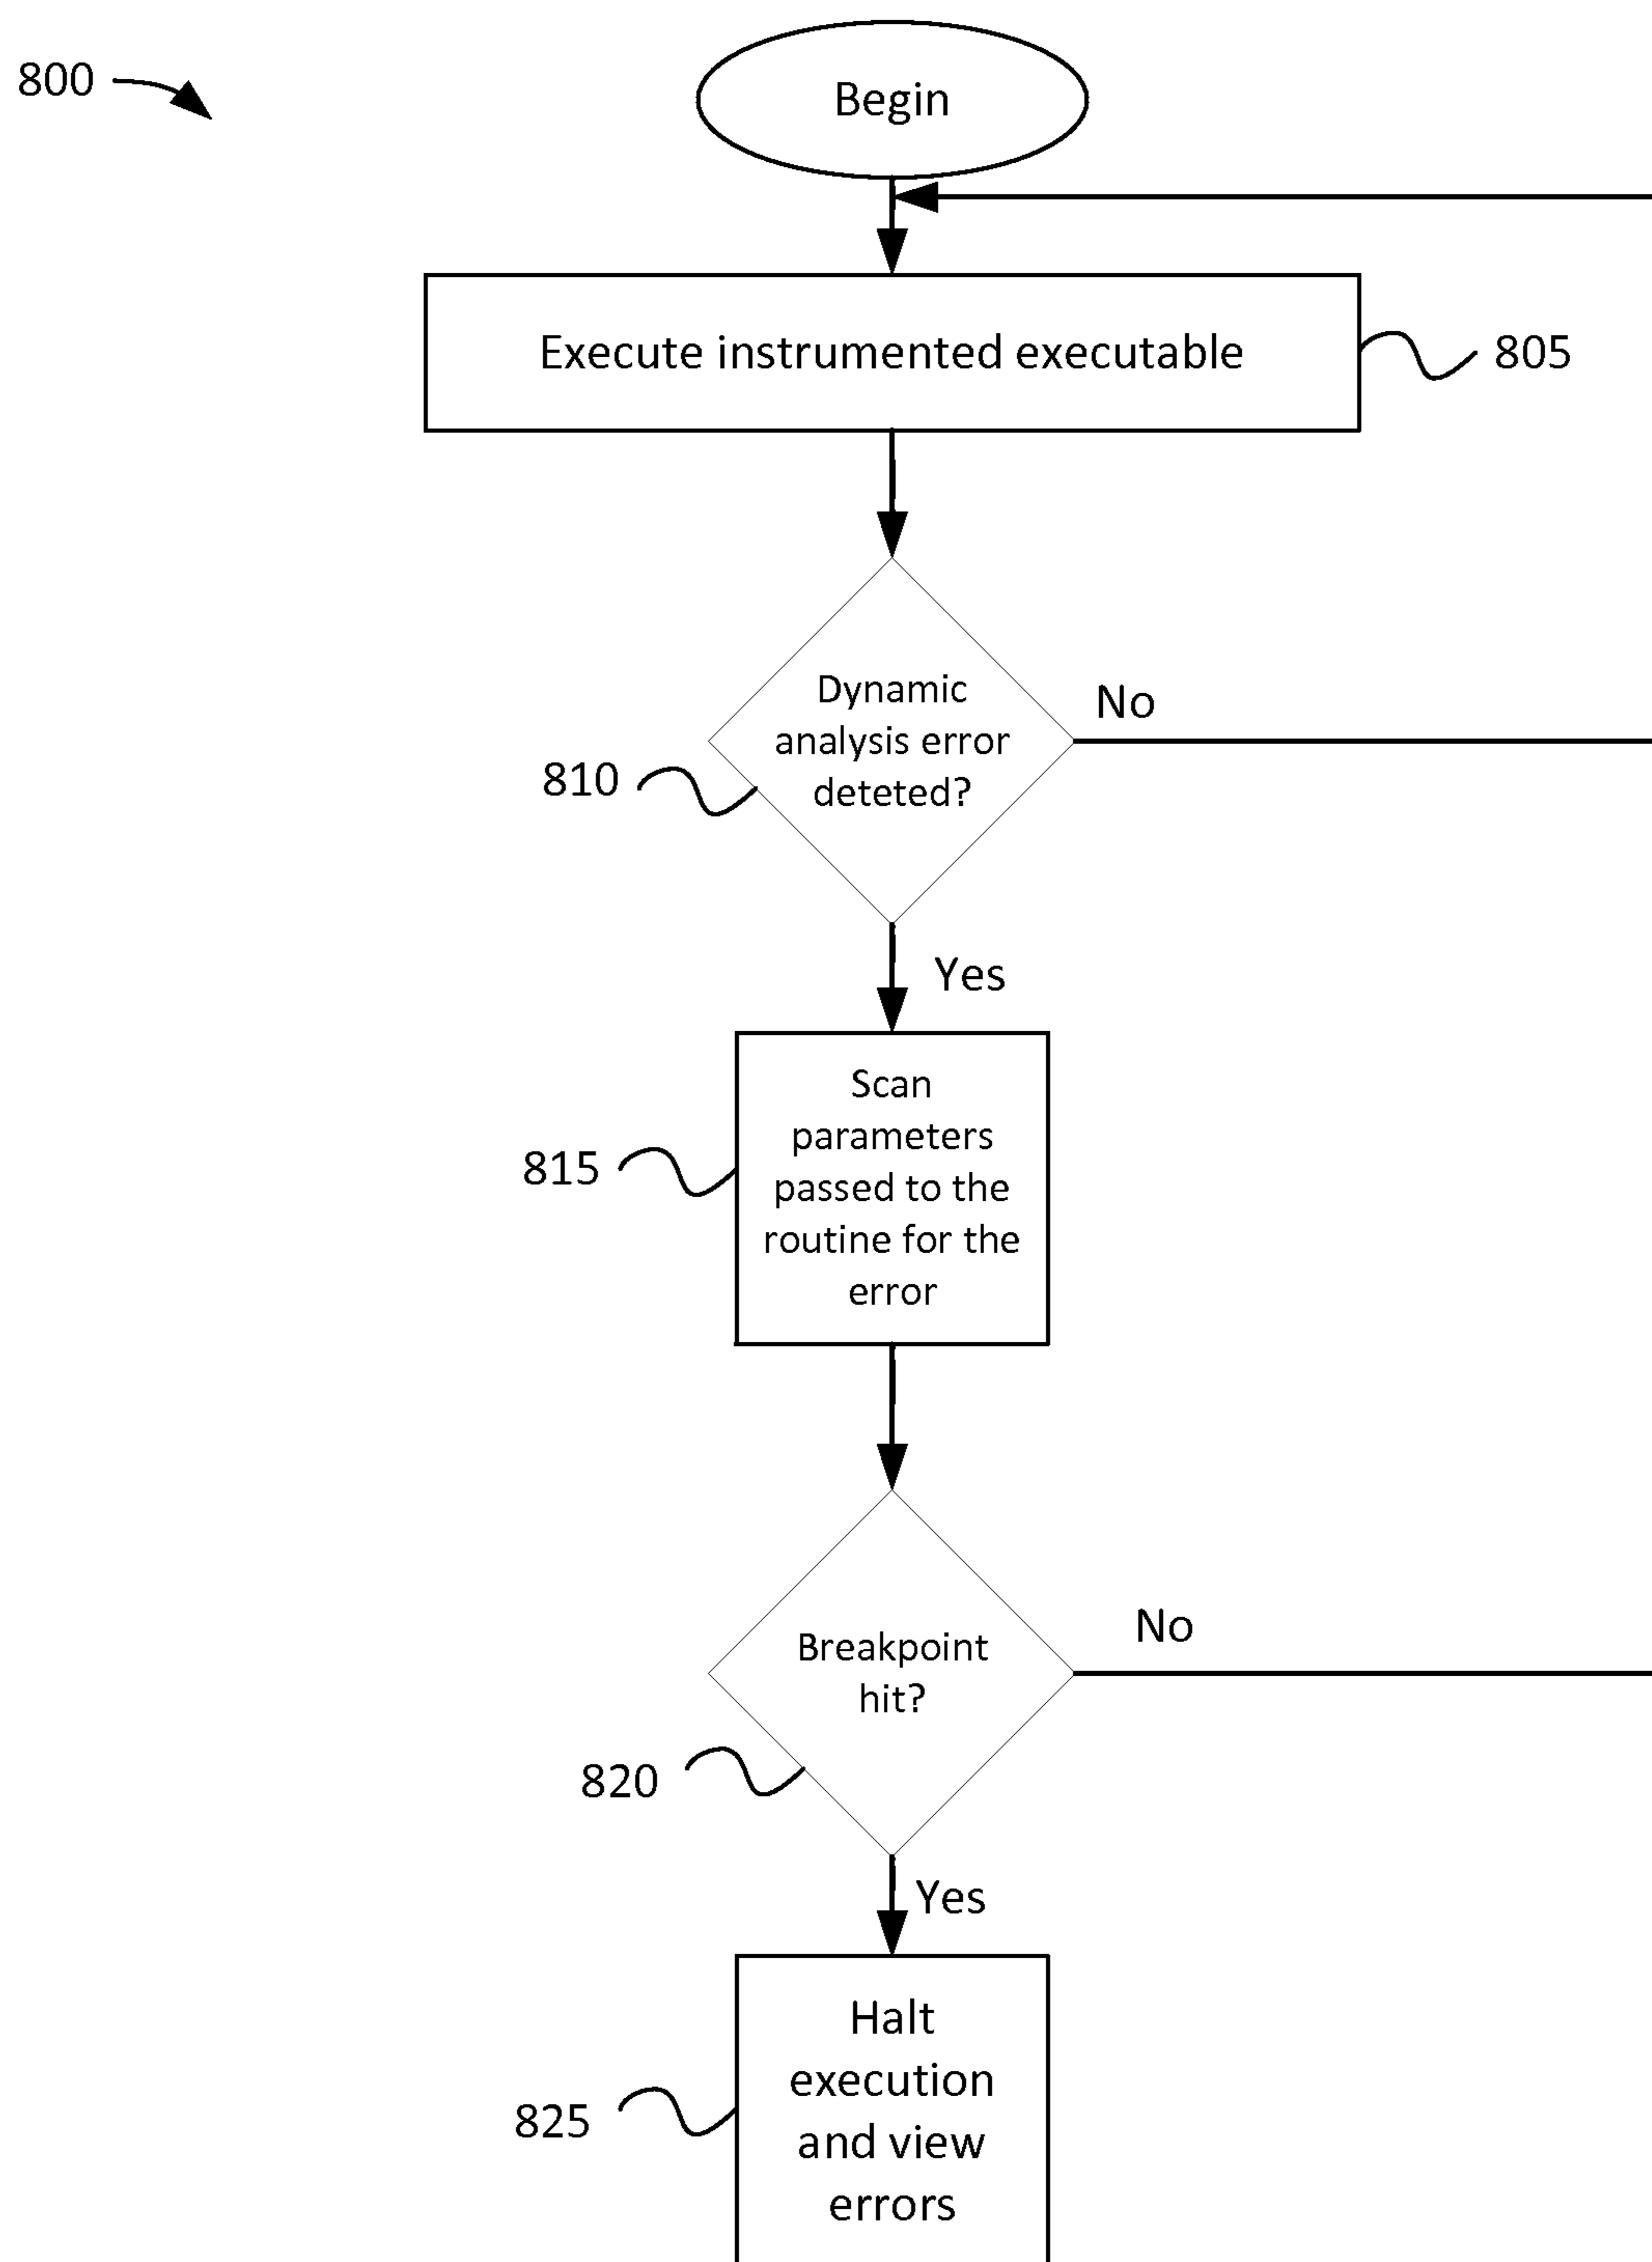 800
Begin
Execute instrumented executable
805
Dynamic
analysis error
deteted?
No
810
Yes
Scan
parameters
passed to the
routine for the
error
815
Breakpoint
hit?
No
820
Yes
Halt
execution
and view
errors
825